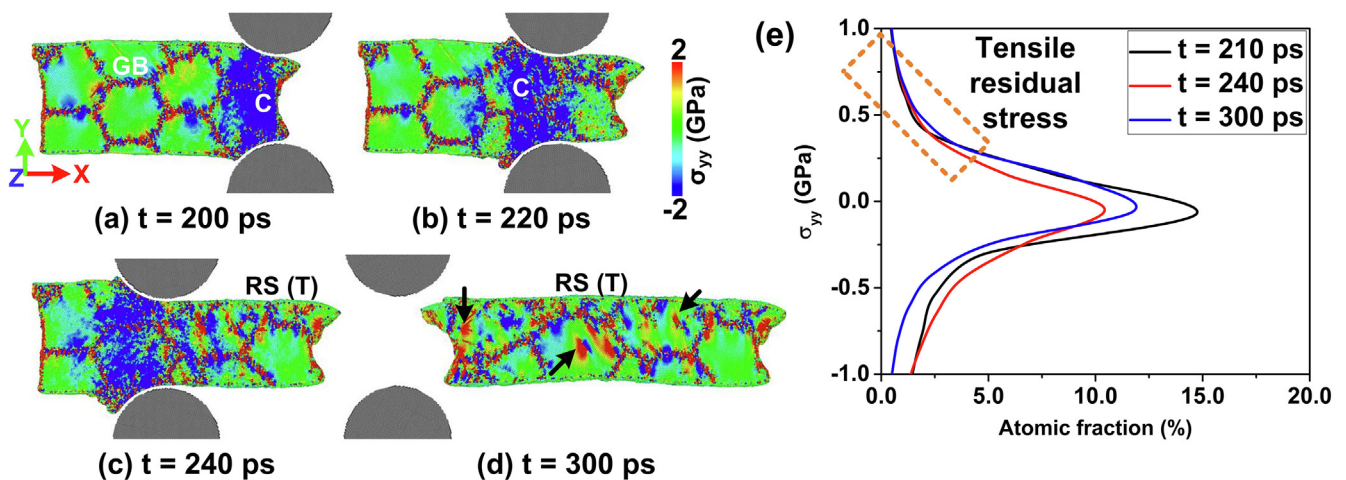 GB
C
Y
Z
X
(a) t = 200 ps
C
(b) t = 220 ps
2
σyy (GPa)
-2
RS (T)
(c) t = 240 ps
RS (T)
(d) t = 300 ps
(e)
Tensile
residual
stress
t = 210 ps
t = 240 ps
t = 300 ps
1.0
0.5
0.0
-0.5
-1.0
σyy (GPa)
0.0 5.0 10.0 15.0 20.0
Atomic fraction (%)